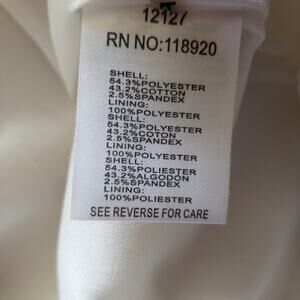 12127
RN NO:118920
SHELL:
54.3%POLYESTER
43.2%COTTON
2.5%SPANDEX
LINING:
100%POLYESTER
SHELL:
54.3%POLYESTER
43.2%COTON
2.5%SPANDEX
LINING:
100%POLYESTER
SHELL:
54.3%POLIESTER
43.2%ALGODON
2.5%SPANDEX
LINING:
100%POLIESTER
SEE REVERSE FOR CARE